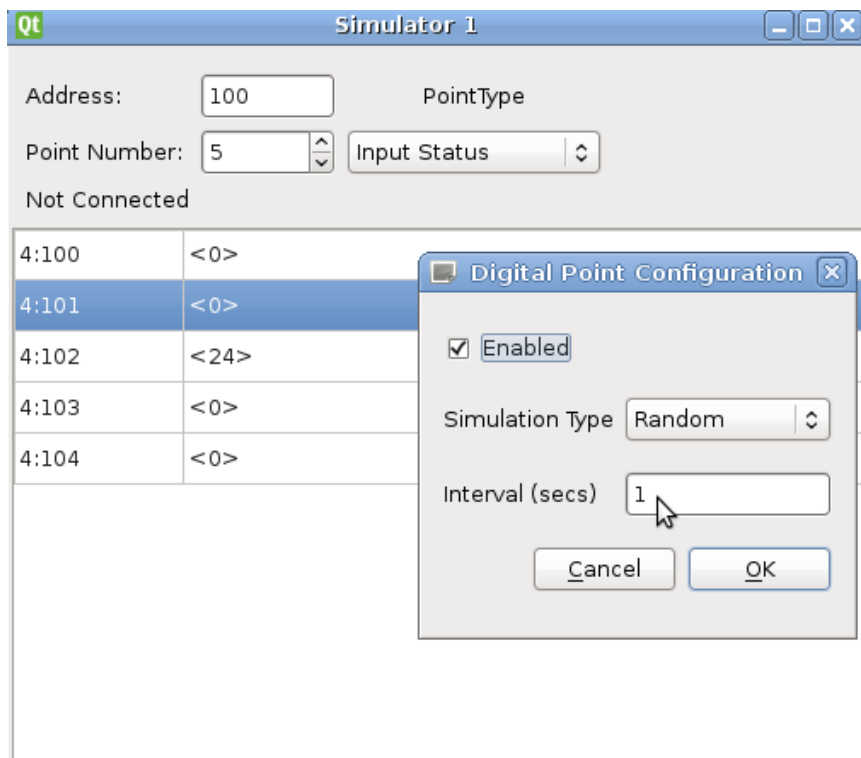 Qt Simulator 1
Address: 100 PointType
Point Number: 5 Input Status
Not Connected
4:100 <0>
4:101 <0>
4:102 <24>
4:103 <0>
4:104 <0>
Digital Point Configuration
Enabled
Simulation Type Random
Interval (secs) 1
Cancel OK